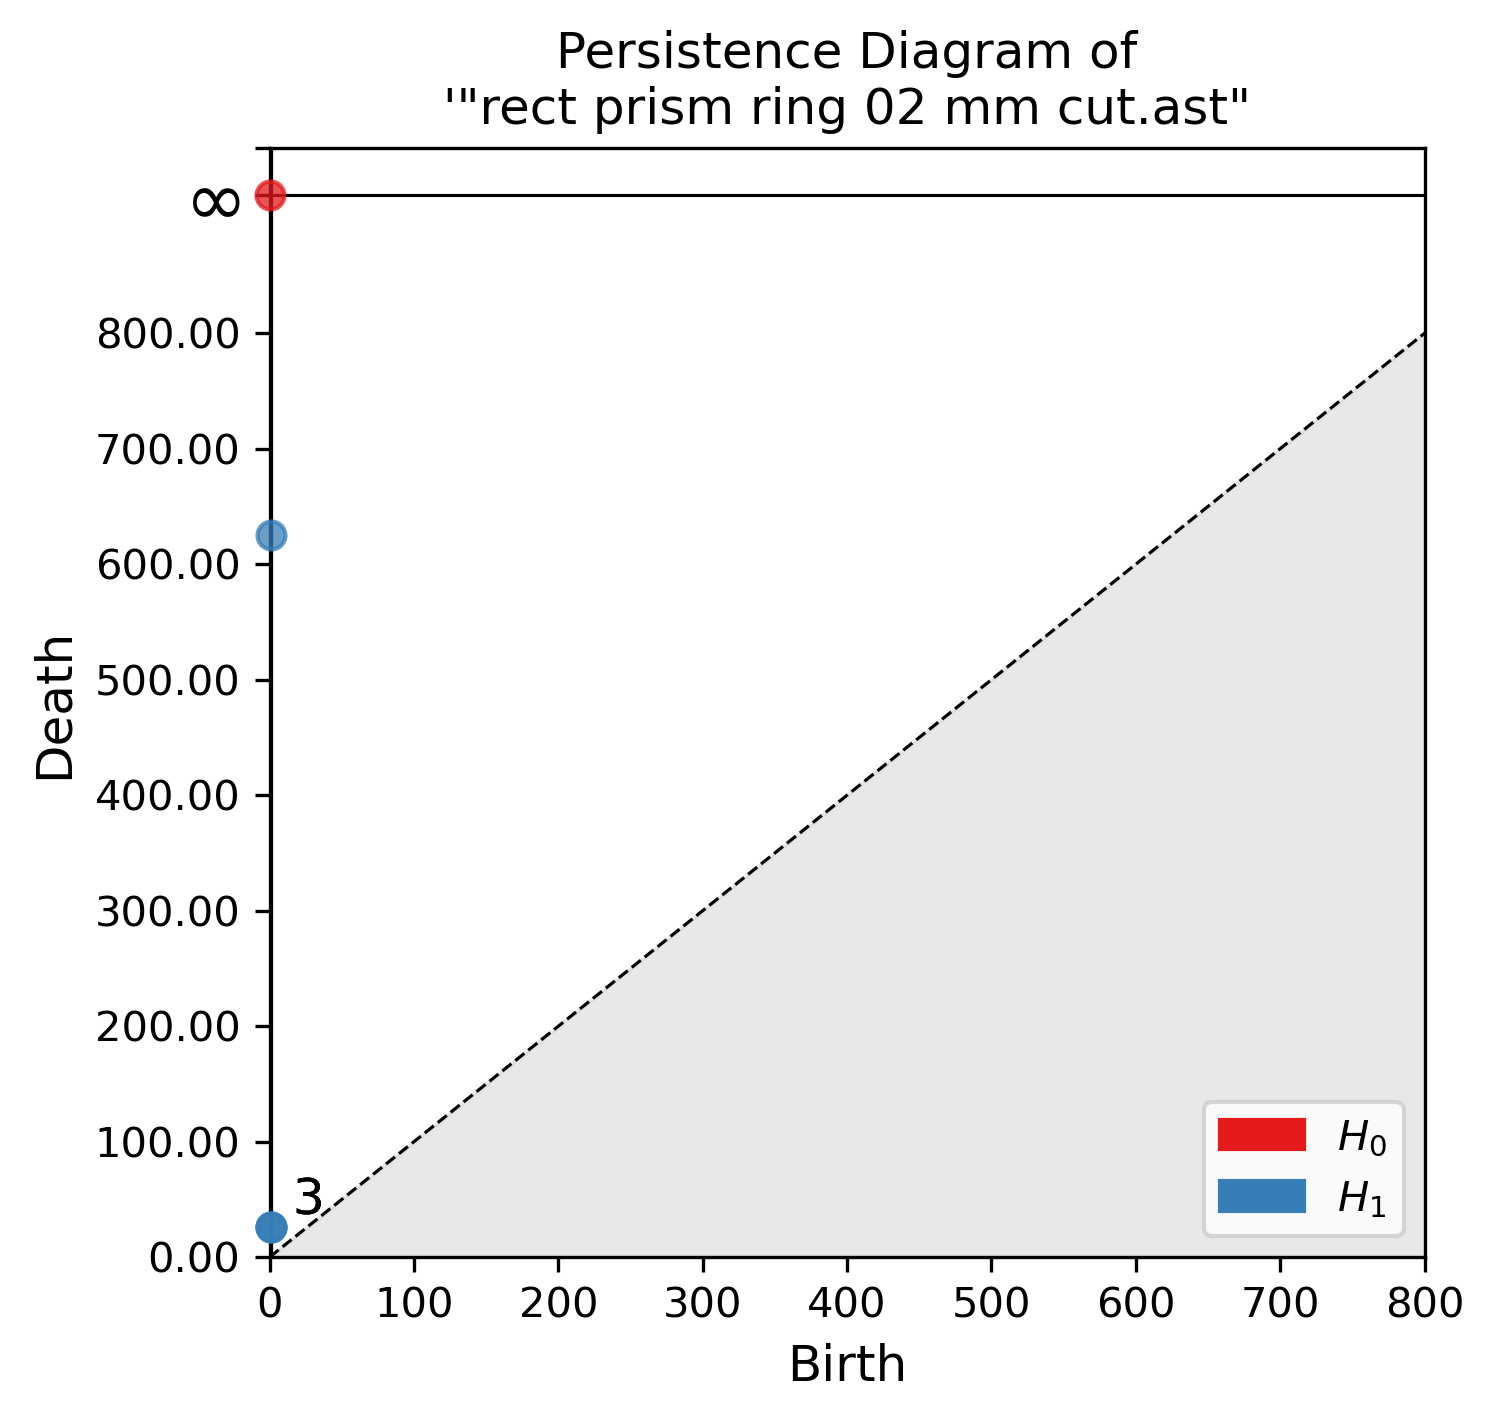 Persistence Diagram of
'"rect prism ring 02 mm cut.ast"
∞
800.00
700.00
600.00
500.00
400.00
300.00
200.00
100.00
0.00
Death
3
H₀
H₁
0 100 200 300 400 500 600 700 800
Birth